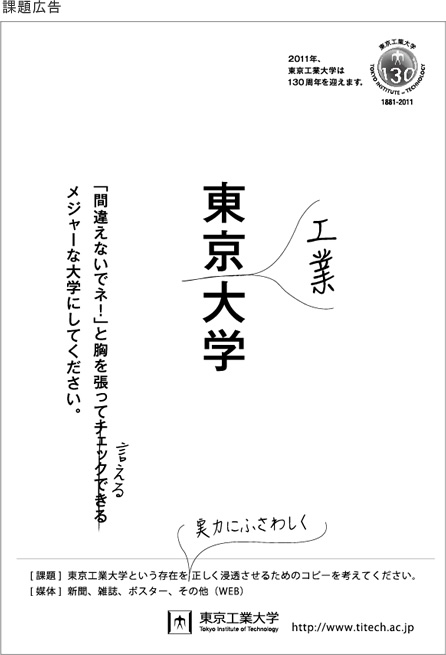 課題広告
2011年、
東京工業大学は
130周年を迎えます。
東京工業大学
130
TOKYO INSTITUTE of TECHNOLOGY
1881-2011
東京大学
工業
「間違えないでネ！」と胸を張ってチェックできる
言える
メジャーな大学にしてください。
実力にふさわしく
[ 課題 ] 東京工業大学という存在を正しく浸透させるためのコピーを考えてください。
[ 媒体 ] 新聞、雑誌、ポスター、その他（WEB）
東京工業大学
Tokyo Institute of Technology
http://www.titech.ac.jp